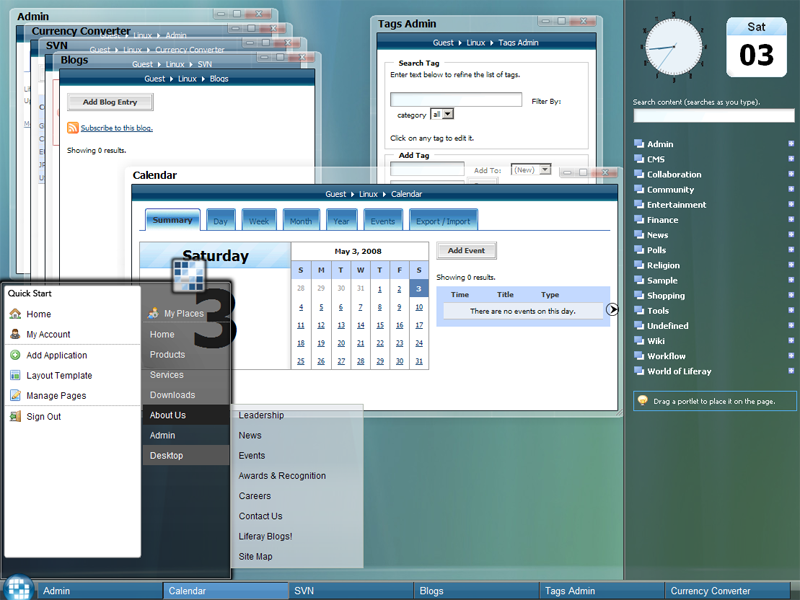 Admin
Guest Linux Admin
Currency Converter
Guest Linux Currency Converter
SVN
Guest Linux SVN
Blogs
Guest Linux Blogs
Add Blog Entry
Subscribe to this blog.
Showing 0 results.
Tags Admin
Guest Linux Tags Admin
Search Tag
Enter text below to refine the list of tags.
Filter By:
category all
Click on any tag to edit it.
Add Tag
Add To: (New)
Calendar
Guest Linux Calendar
Summary Day Week Month Year Events Export / Import
Saturday
3
May 3, 2008
S M T W T F S
28 29 30 31 1 2 3
4 5 6 7 8 9 10
11 12 13 14 15 16 17
18 19 20 21 22 23 24
25 26 27 28 29 30 31
Add Event
Showing 0 results.
Time Title Type
There are no events on this day.
Sat
03
Search content (searches as you type).
Admin
CMS
Collaboration
Community
Entertainment
Finance
News
Polls
Religion
Sample
Shopping
Tools
Undefined
Wiki
Workflow
World of Liferay
Drag a portlet to place it on the page.
Quick Start
Home
My Account
Add Application
Layout Template
Manage Pages
Sign Out
My Places
Home
Products
Services
Downloads
About Us
Admin
Desktop
Leadership
News
Events
Awards & Recognition
Careers
Contact Us
Liferay Blogs!
Site Map
Admin
Calendar
SVN
Blogs
Tags Admin
Currency Converter